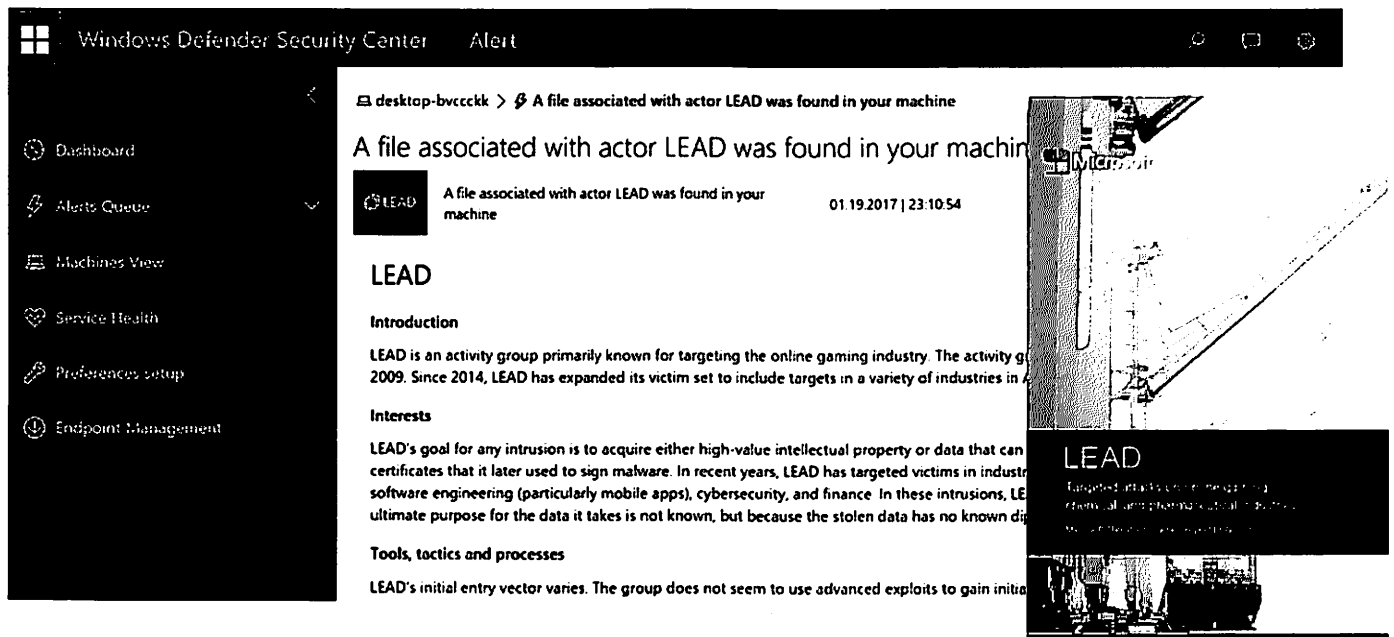 Windows Defender Security Center Alert
desktop-bvccckk > A file associated with actor LEAD was found in your machine
Dashboard
Alerts Queue
Machines View
Service Health
Preferences setup
Endpoint Management
A file associated with actor LEAD was found in your machin
LEAD
A file associated with actor LEAD was found in your
machine
01.19.2017 | 23:10:54
LEAD
Introduction
LEAD is an activity group primarily known for targeting the online gaming industry. The activity g
2009. Since 2014, LEAD has expanded its victim set to include targets in a variety of industries in A
Interests
LEAD's goal for any intrusion is to acquire either high-value intellectual property or data that can
certificates that it later used to sign malware. In recent years, LEAD has targeted victims in industr
software engineering (particularly mobile apps), cybersecurity, and finance. In these intrusions, LE
ultimate purpose for the data it takes is not known, but because the stolen data has no known dip
Tools, tactics and processes
LEAD's initial entry vector varies. The group does not seem to use advanced exploits to gain initia
Microsoft
LEAD
Targeted attacks
chemical and pharmaceutical